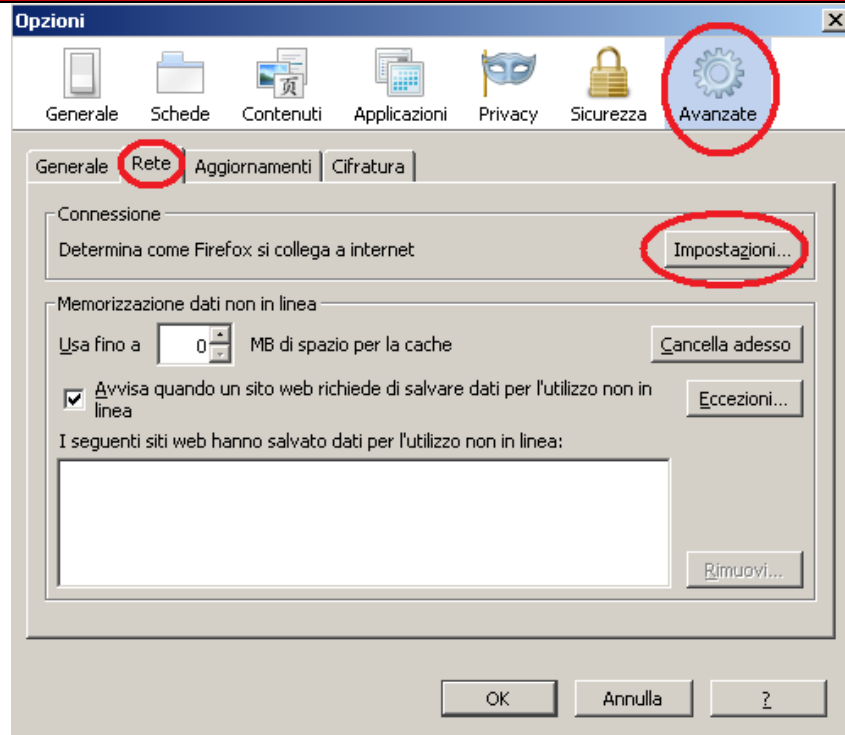 Opzioni
Generale Schede Contenuti Applicazioni Privacy Sicurezza Avanzate
Generale Rete Aggiornamenti Cifratura
Connessione
Determina come Firefox si collega a internet Impostazioni...
Memorizzazione dati non in linea
Usa fino a 0 MB di spazio per la cache Cancella adesso
Avvisa quando un sito web richiede di salvare dati per l'utilizzo non in
linea
Eccezioni...
I seguenti siti web hanno salvato dati per l'utilizzo non in linea:
Rimuovi...
OK Annulla ?